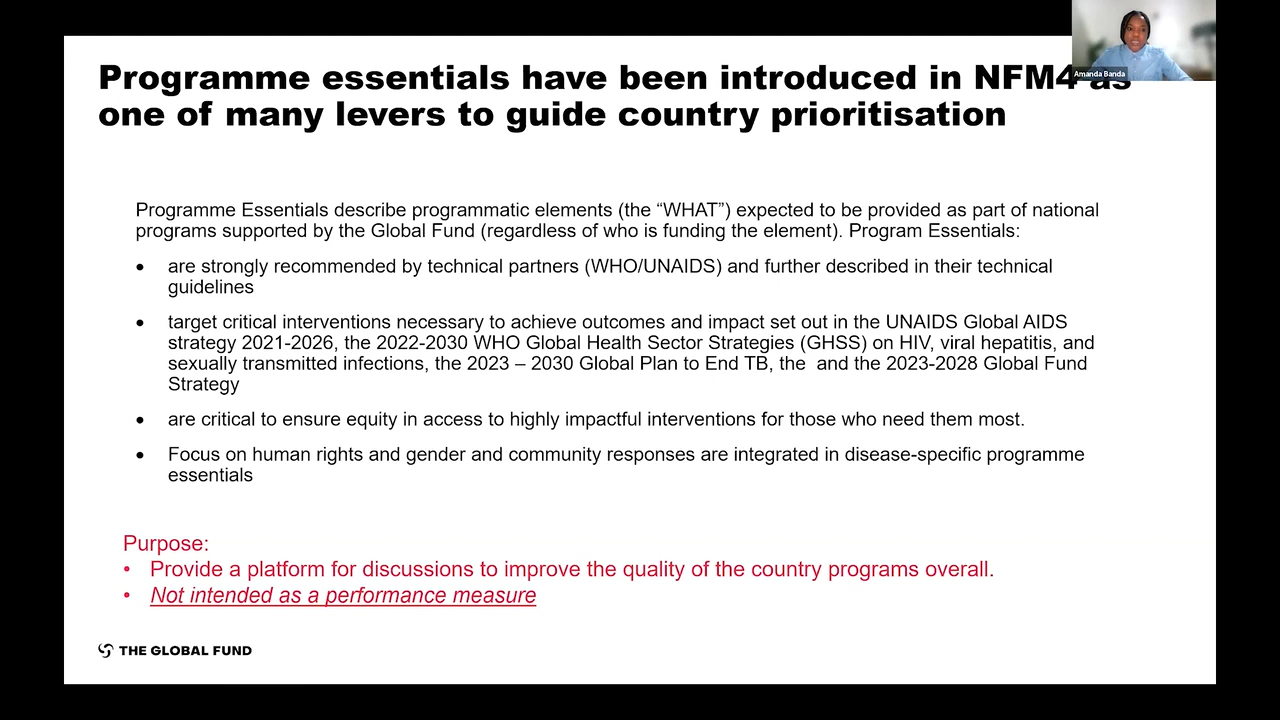 Amanda Banda
Programme essentials have been introduced in NFM4 as
one of many levers to guide country prioritisation
Programme Essentials describe programmatic elements (the “WHAT”) expected to be provided as part of national
programs supported by the Global Fund (regardless of who is funding the element). Program Essentials:
• are strongly recommended by technical partners (WHO/UNAIDS) and further described in their technical
guidelines
• target critical interventions necessary to achieve outcomes and impact set out in the UNAIDS Global AIDS
strategy 2021-2026, the 2022-2030 WHO Global Health Sector Strategies (GHSS) on HIV, viral hepatitis, and
sexually transmitted infections, the 2023 – 2030 Global Plan to End TB, the  and the 2023-2028 Global Fund
Strategy
• are critical to ensure equity in access to highly impactful interventions for those who need them most.
• Focus on human rights and gender and community responses are integrated in disease-specific programme
essentials
Purpose:
• Provide a platform for discussions to improve the quality of the country programs overall.
• Not intended as a performance measure
THE GLOBAL FUND